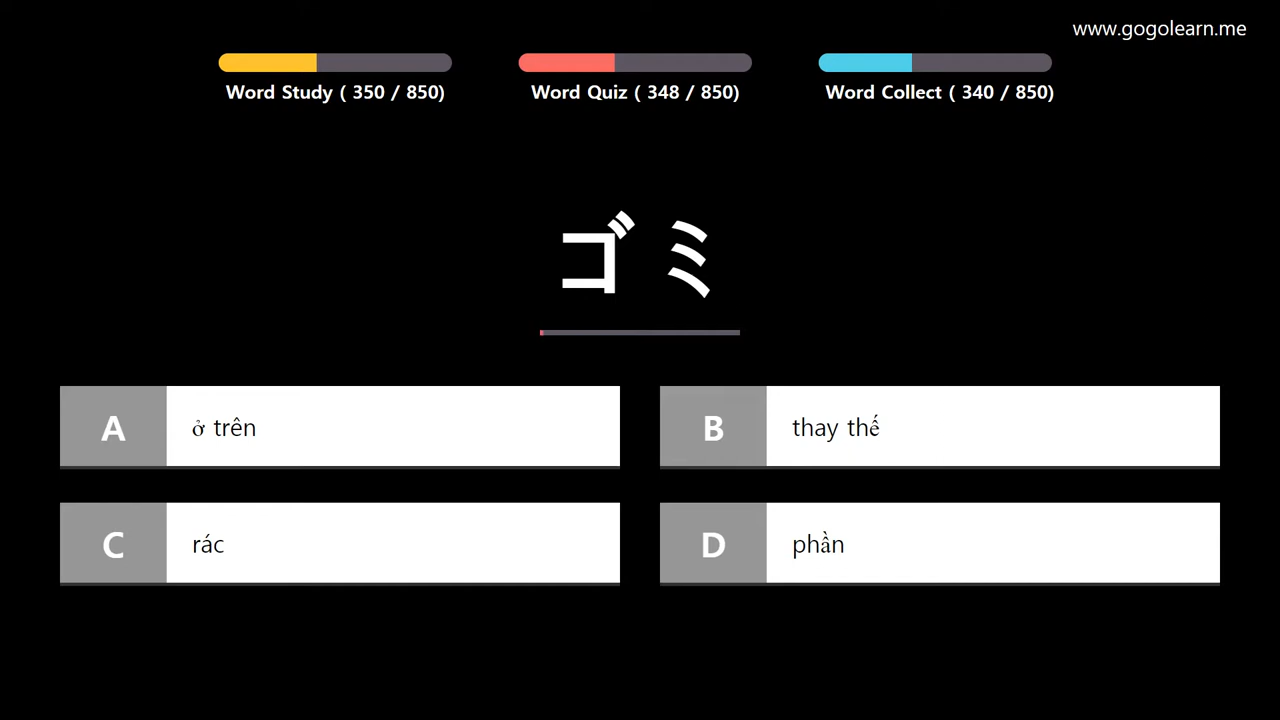 www.gogolearn.me
Word Study ( 350 / 850)
Word Quiz ( 348 / 850)
Word Collect ( 340 / 850)
ゴミ
A ở trên
B thay thế
C rác
D phần